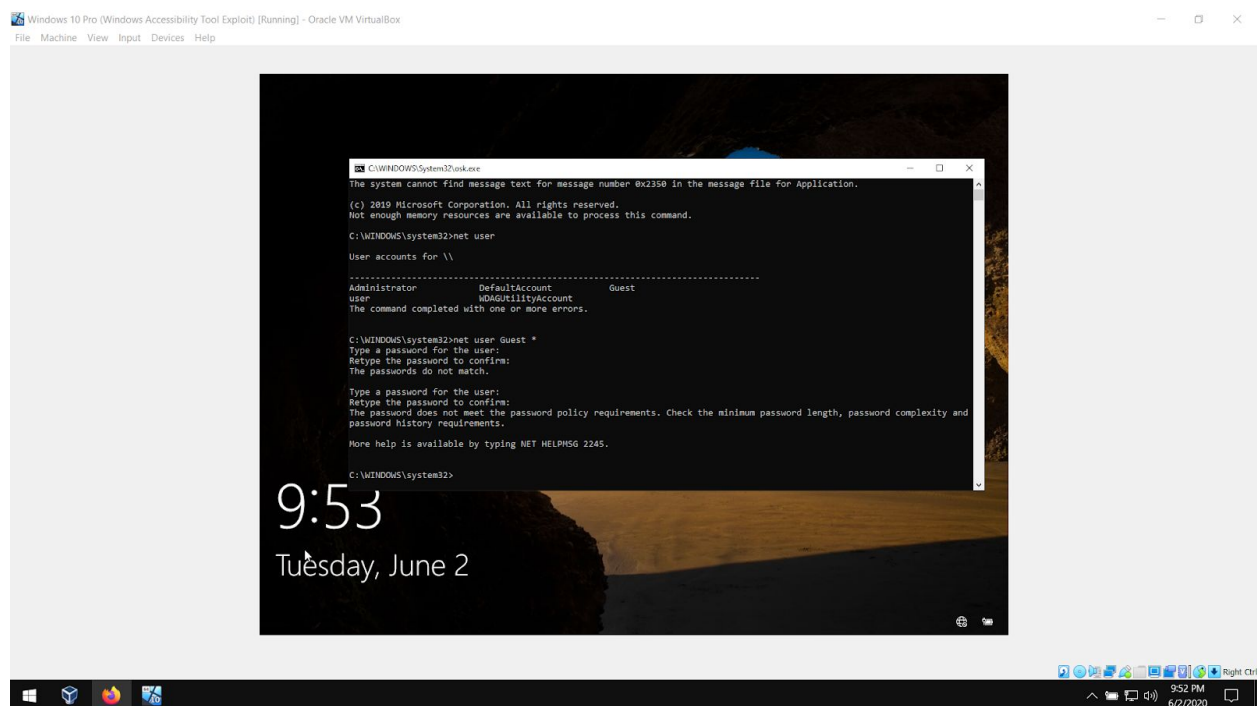 Windows 10 Pro (Windows Accessibility Tool Exploit) [Running] - Oracle VM VirtualBox
File Machine View Input Devices Help
C:\WINDOWS\System32\osk.exe
The system cannot find message text for message number 0x2350 in the message file for Application.
(c) 2019 Microsoft Corporation. All rights reserved.
Not enough memory resources are available to process this command.
C:\WINDOWS\system32>net user
User accounts for \\
-------------------------------------------------------------------------------
Administrator DefaultAccount Guest
user WDAGUtilityAccount
The command completed with one or more errors.
C:\WINDOWS\system32>net user Guest *
Type a password for the user:
Retype the password to confirm:
The passwords do not match.
Type a password for the user:
Retype the password to confirm:
The password does not meet the password policy requirements. Check the minimum password length, password complexity and
password history requirements.
More help is available by typing NET HELPMSG 2245.
C:\WINDOWS\system32>
9:53
Tuesday, June 2
Right Ctrl
9:52 PM
6/2/2020